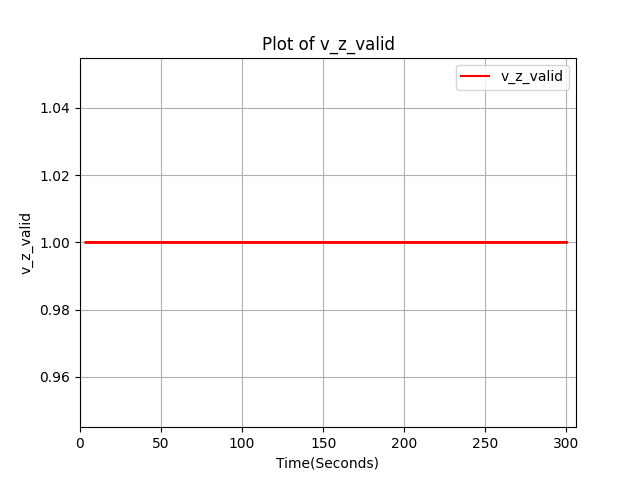 Plot of v_z_valid
v_z_valid
1.04
1.02
1.00
0.98
0.96
v_z_valid
0 50 100 150 200 250 300
Time(Seconds)